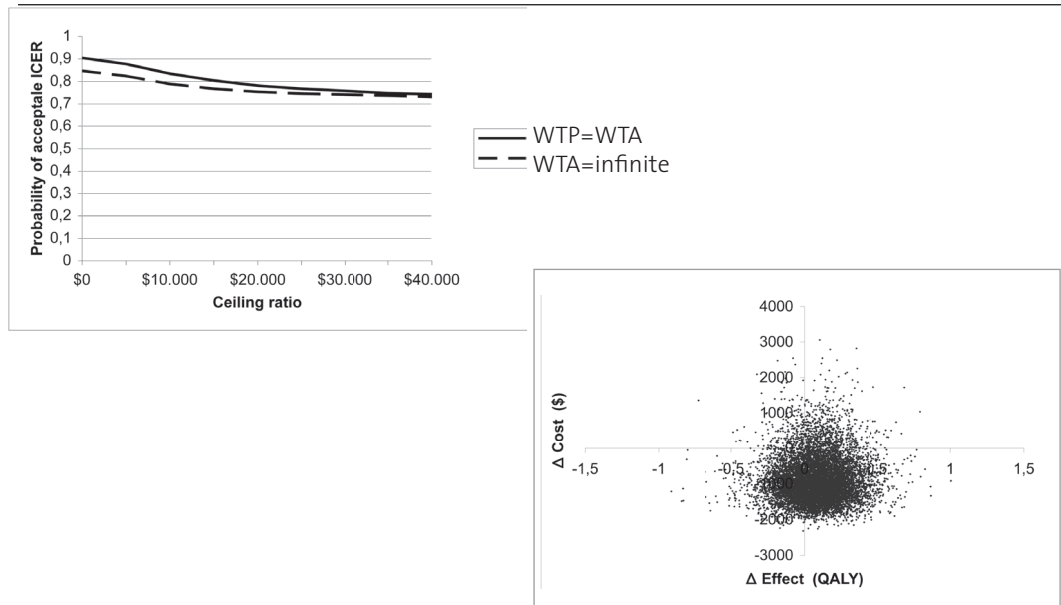 Probability of acceptale ICER
1
0,9
0,8
0,7
0,6
0,5
0,4
0,3
0,2
0,1
0
$0 $10.000 $20.000 $30.000 $40.000
Ceiling ratio
WTP=WTA
WTA=infinite
Δ Cost ($)
4000
3000
2000
1000
-1,5 -1 -0,5 0 0,5 1 1,5
-2000
-3000
Δ Effect (QALY)